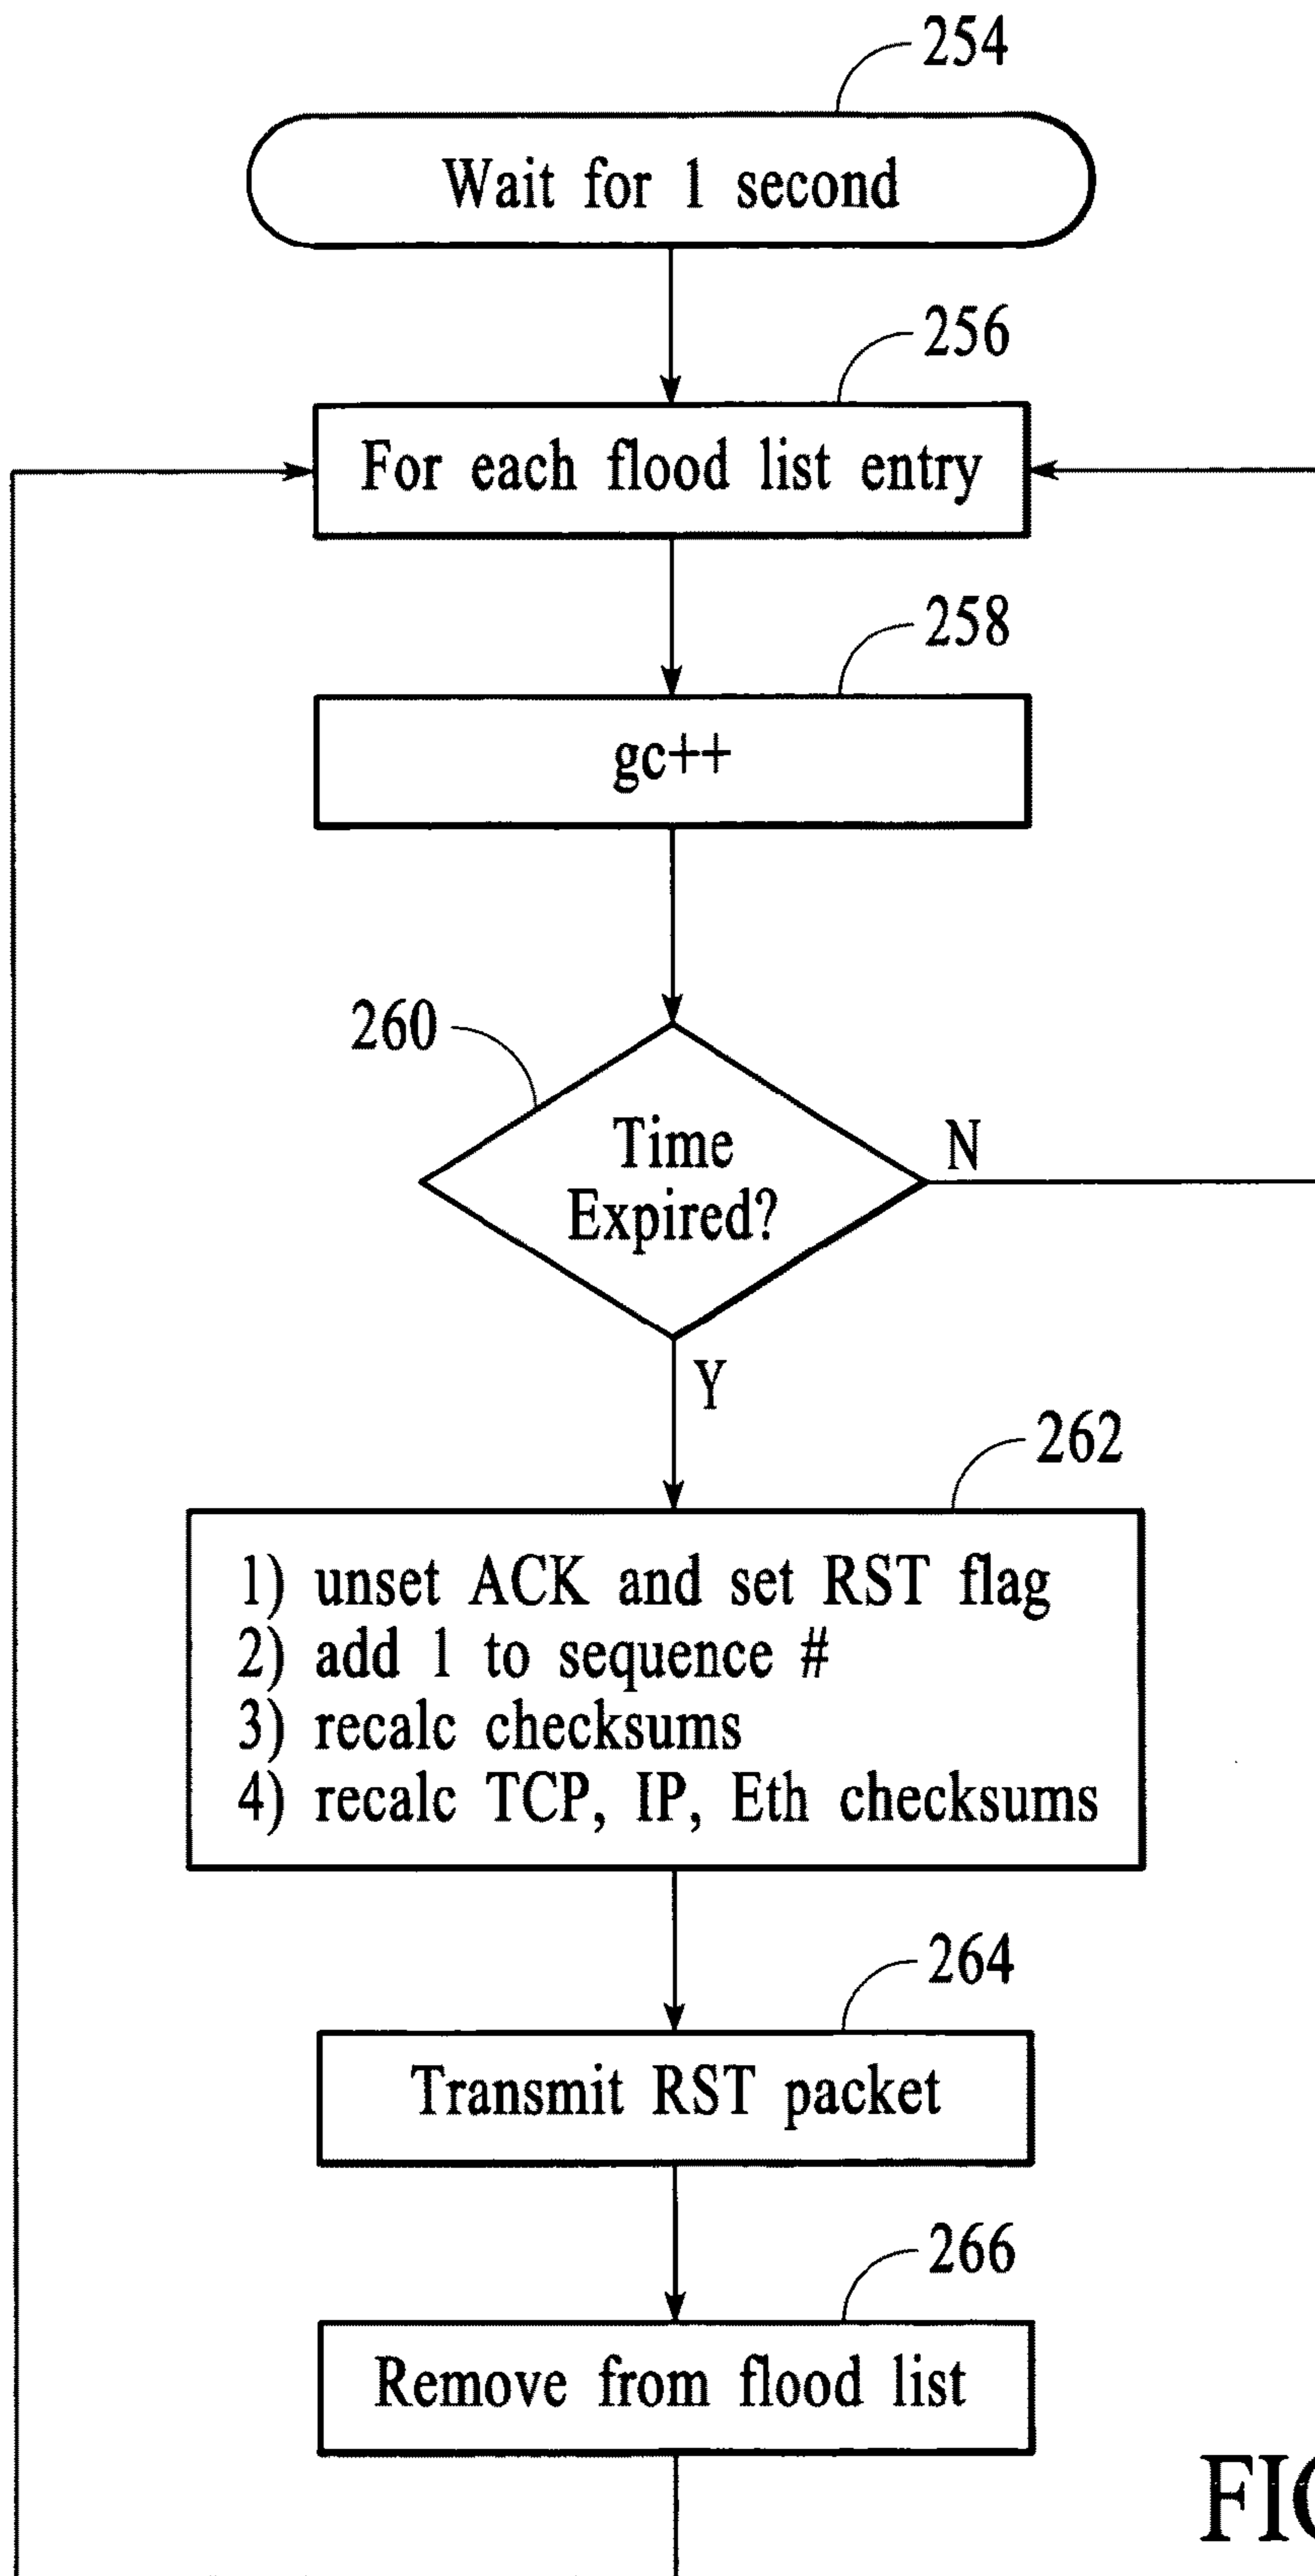 254
Wait for 1 second
256
For each flood list entry
258
gc++
260
Time
Expired?
N
Y
262
1) unset ACK and set RST flag
2) add 1 to sequence #
3) recalc checksums
4) recalc TCP, IP, Eth checksums
264
Transmit RST packet
266
Remove from flood list